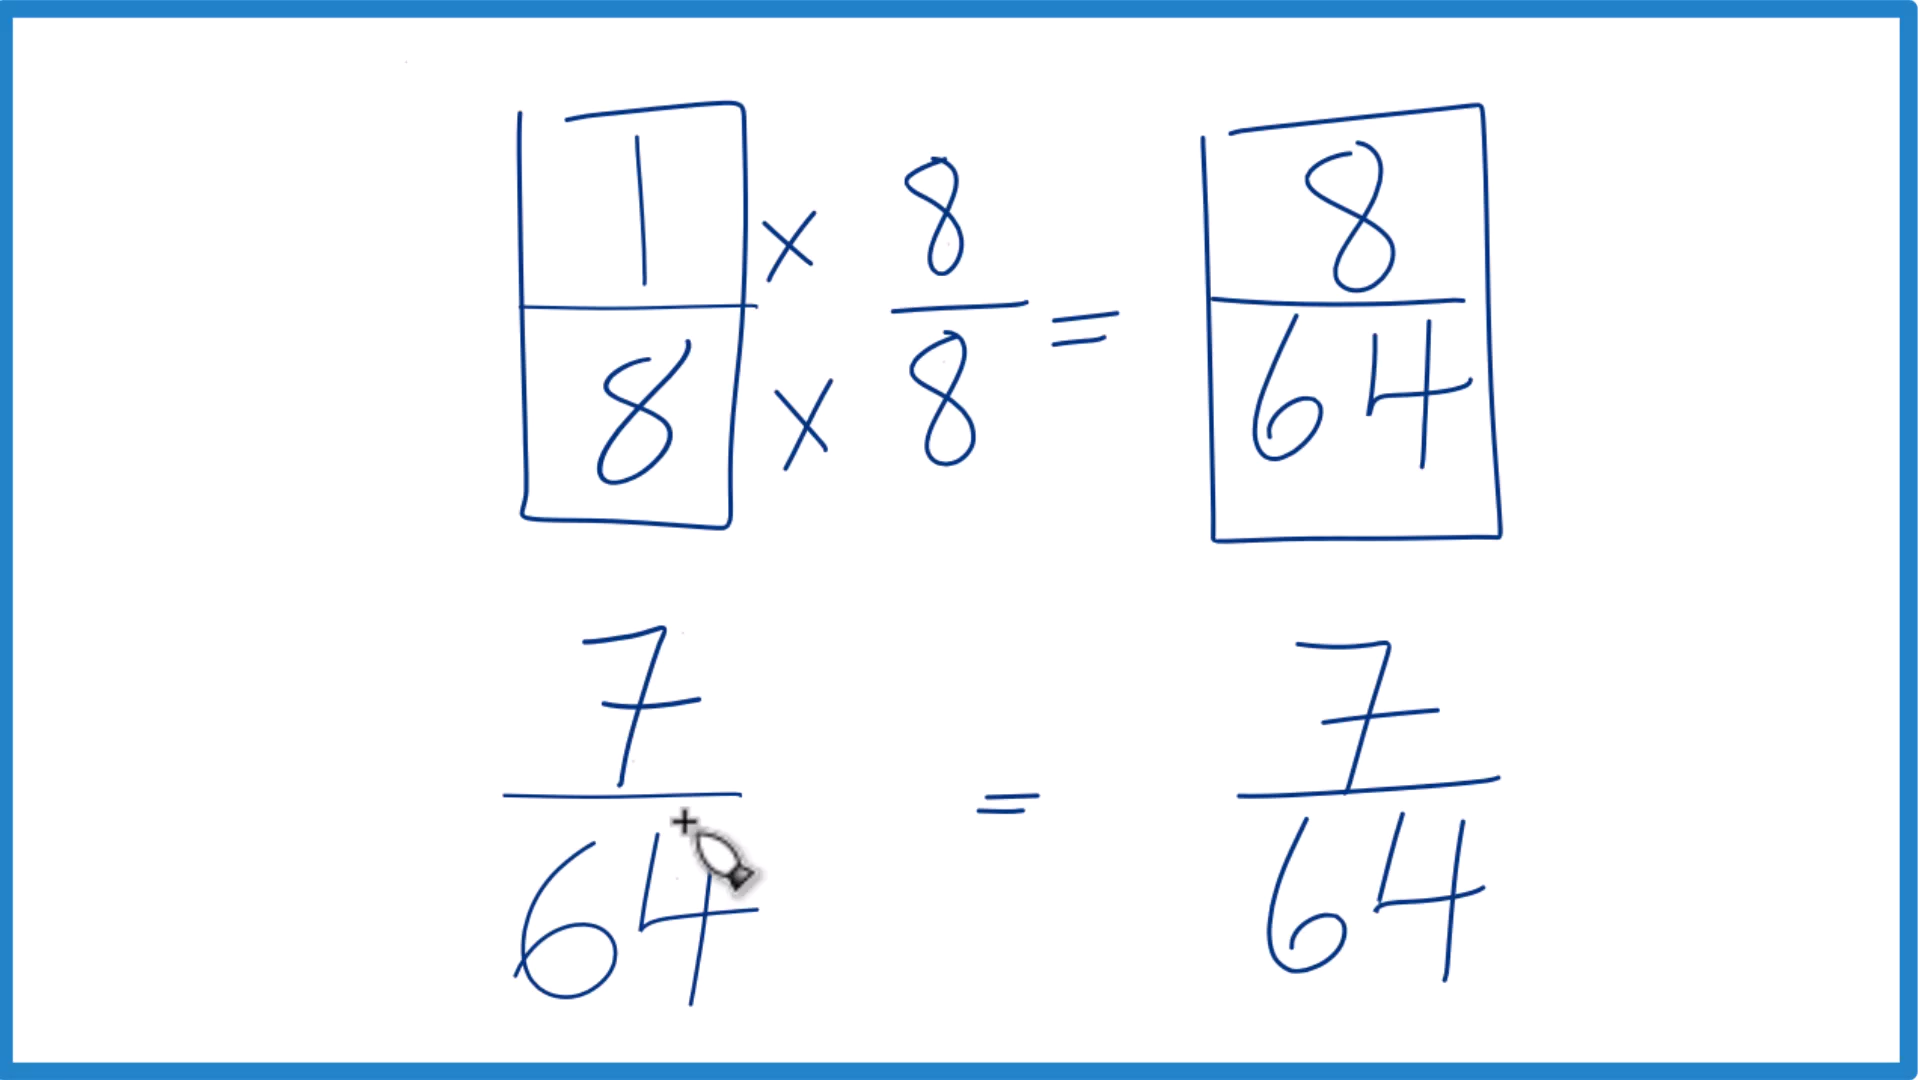 1/8 × 8/8 = 8/64
7/64 = 7/64